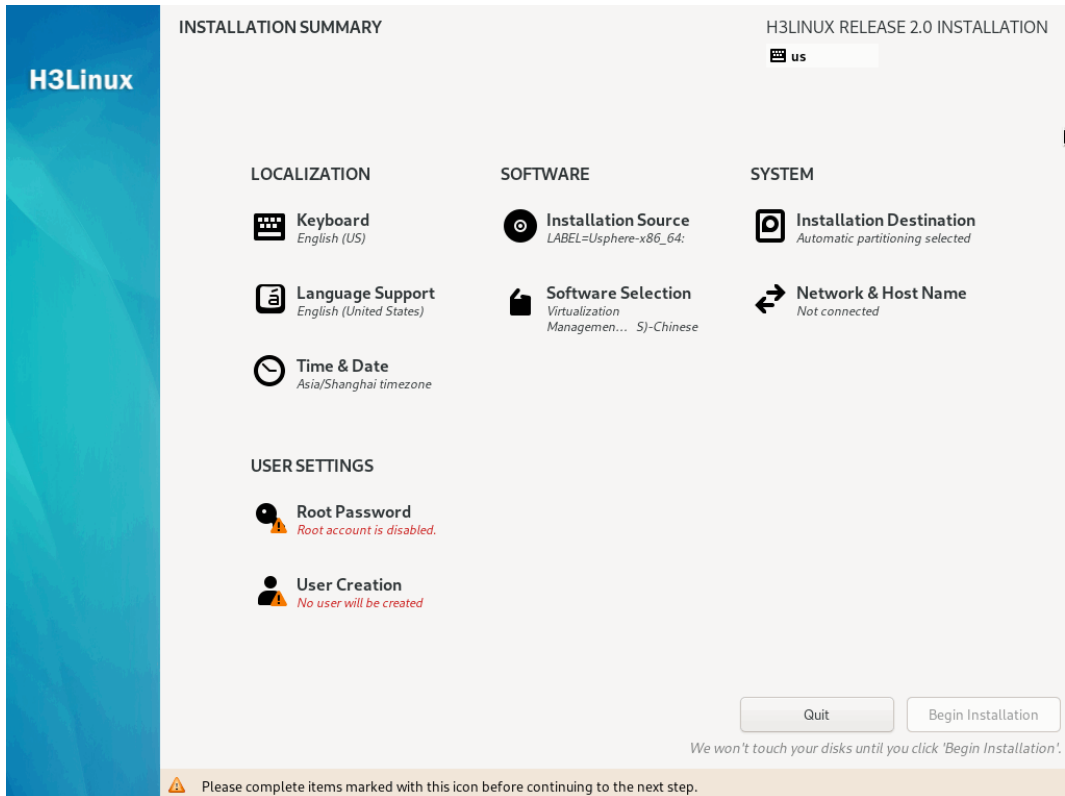 INSTALLATION SUMMARY
H3LINUX RELEASE 2.0 INSTALLATION
us
H3Linux
LOCALIZATION
Keyboard
English (US)
Language Support
English (United States)
Time & Date
Asia/Shanghai timezone
SOFTWARE
Installation Source
LABEL=Usphere-x86_64:
Software Selection
Virtualization
Managemen... S)-Chinese
SYSTEM
Installation Destination
Automatic partitioning selected
Network & Host Name
Not connected
USER SETTINGS
Root Password
Root account is disabled.
User Creation
No user will be created
Quit
Begin Installation
We won't touch your disks until you click 'Begin Installation'.
Please complete items marked with this icon before continuing to the next step.